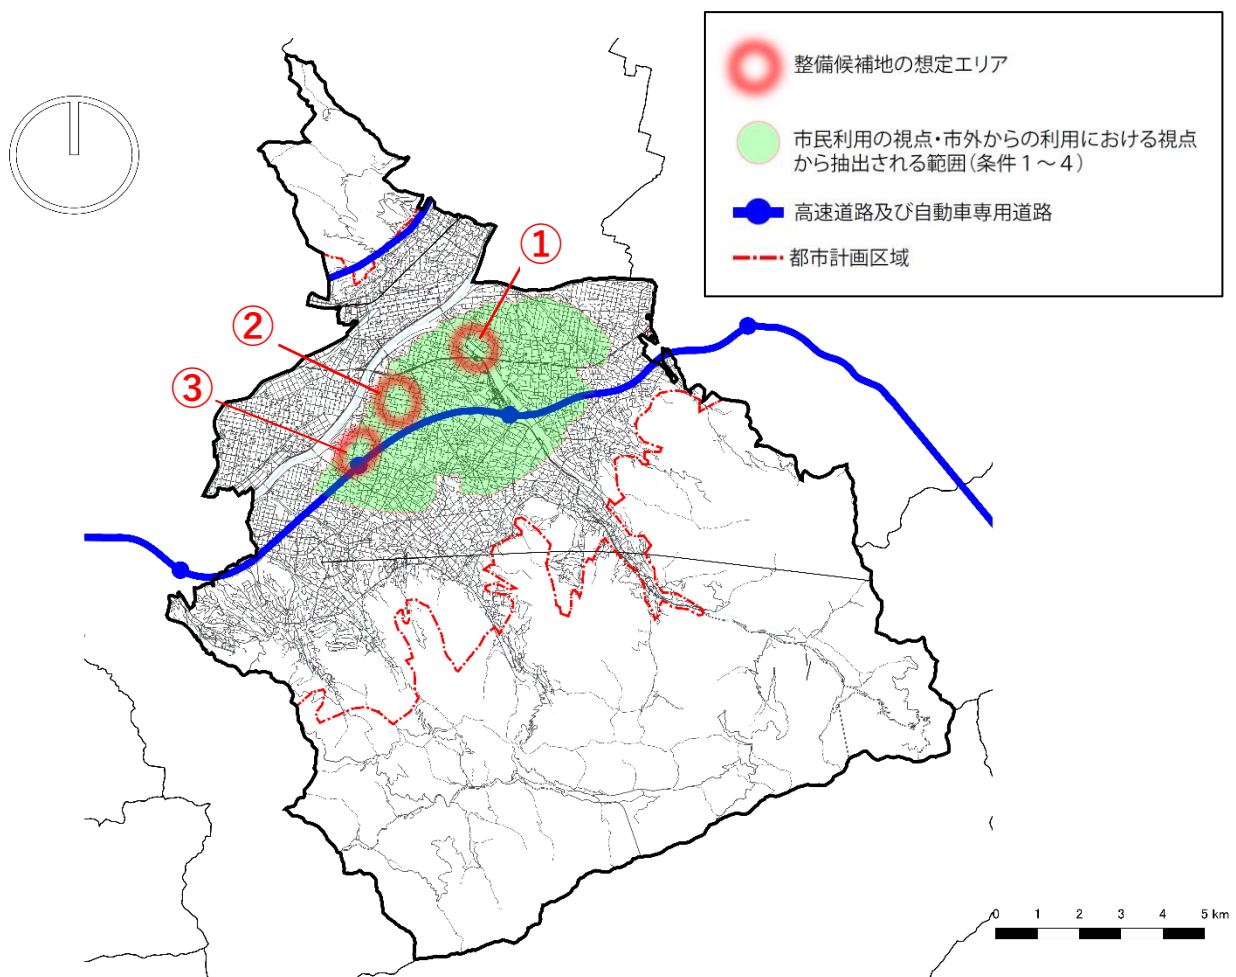 整備候補地の想定エリア
市民利用の視点・市外からの利用における視点
から抽出される範囲(条件1～4)
高速道路及び自動車専用道路
都市計画区域
①
②
③
0 1 2 3 4 5 km